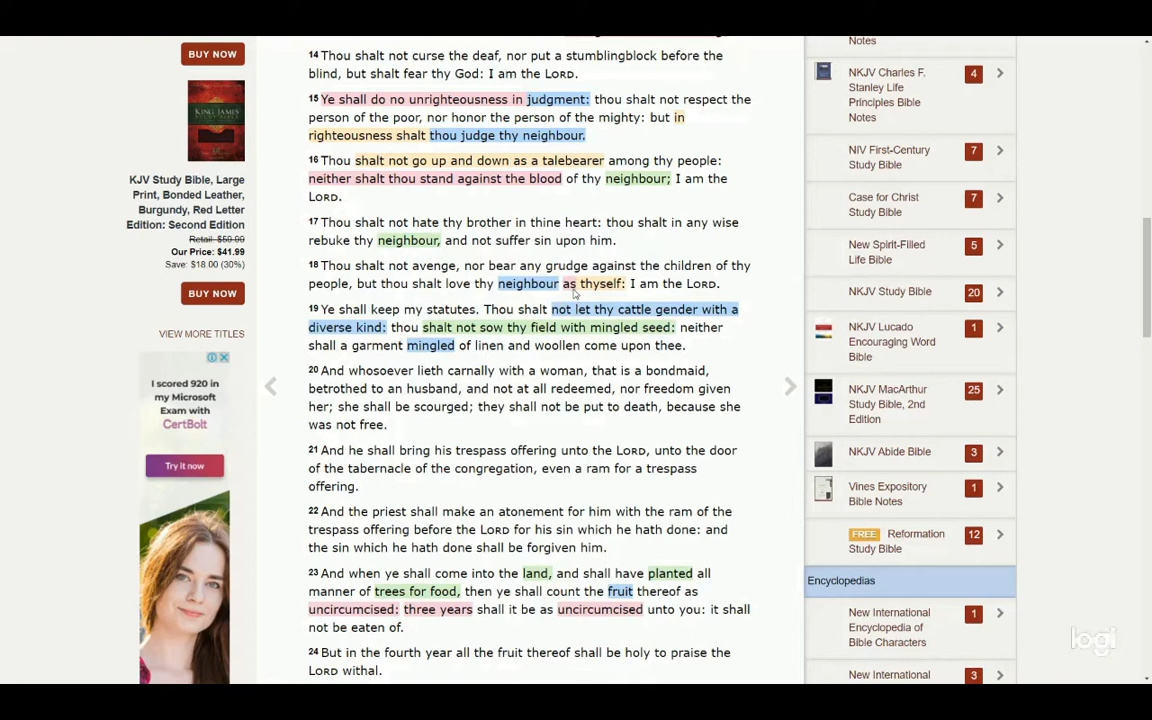 BUY NOW
KJV Study Bible, Large
Print, Bonded Leather,
Burgundy, Red Letter
Edition: Second Edition
Retail: $59.99
Our Price: $41.99
Save: $18.00 (30%)
BUY NOW
VIEW MORE TITLES
I scored 920 in
my Microsoft
Exam with
CertBolt
Try it now
14 Thou shalt not curse the deaf, nor put a stumblingblock before the
blind, but shalt fear thy God: I am the LORD.
15 Ye shall do no unrighteousness in judgment: thou shalt not respect the
person of the poor, nor honor the person of the mighty: but in
righteousness shalt thou judge thy neighbour.
16 Thou shalt not go up and down as a talebearer among thy people:
neither shalt thou stand against the blood of thy neighbour; I am the
LORD.
17 Thou shalt not hate thy brother in thine heart: thou shalt in any wise
rebuke thy neighbour, and not suffer sin upon him.
18 Thou shalt not avenge, nor bear any grudge against the children of thy
people, but thou shalt love thy neighbour as thyself: I am the LORD.
19 Ye shall keep my statutes. Thou shalt not let thy cattle gender with a
diverse kind: thou shalt not sow thy field with mingled seed: neither
shall a garment mingled of linen and woollen come upon thee.
20 And whosoever lieth carnally with a woman, that is a bondmaid,
betrothed to an husband, and not at all redeemed, nor freedom given
her; she shall be scourged; they shall not be put to death, because she
was not free.
21 And he shall bring his trespass offering unto the LORD, unto the door
of the tabernacle of the congregation, even a ram for a trespass
offering.
22 And the priest shall make an atonement for him with the ram of the
trespass offering before the LORD for his sin which he hath done: and
the sin which he hath done shall be forgiven him.
23 And when ye shall come into the land, and shall have planted all
manner of trees for food, then ye shall count the fruit thereof as
uncircumcised: three years shall it be as uncircumcised unto you: it shall
not be eaten of.
24 But in the fourth year all the fruit thereof shall be holy to praise the
LORD withal.
Notes
NKJV Charles F. 4
Stanley Life
Principles Bible
Notes
NIV First-Century 7
Study Bible
Case for Christ 7
Study Bible
New Spirit-Filled 5
Life Bible
NKJV Study Bible 20
NKJV Lucado 1
Encouraging Word
Bible
NKJV MacArthur 25
Study Bible, 2nd
Edition
NKJV Abide Bible 3
Vines Expository 1
Bible Notes
FREE Reformation 12
Study Bible
Encyclopedias
New International 1
Encyclopedia of
Bible Characters
New International 3
logi